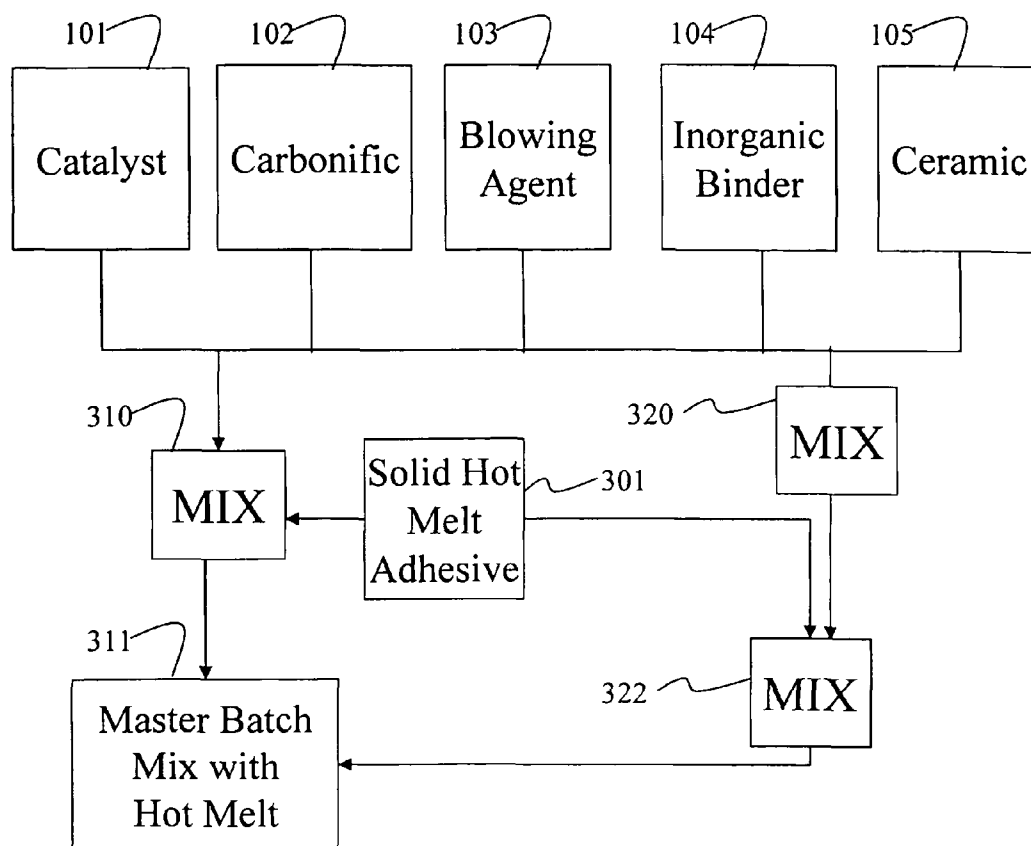 101
102
103
104
105
Catalyst
Carbonific
Blowing
Agent
Inorganic
Binder
Ceramic
310
MIX
Solid Hot
Melt
Adhesive
301
320
MIX
311
Master Batch
Mix with
Hot Melt
322
MIX